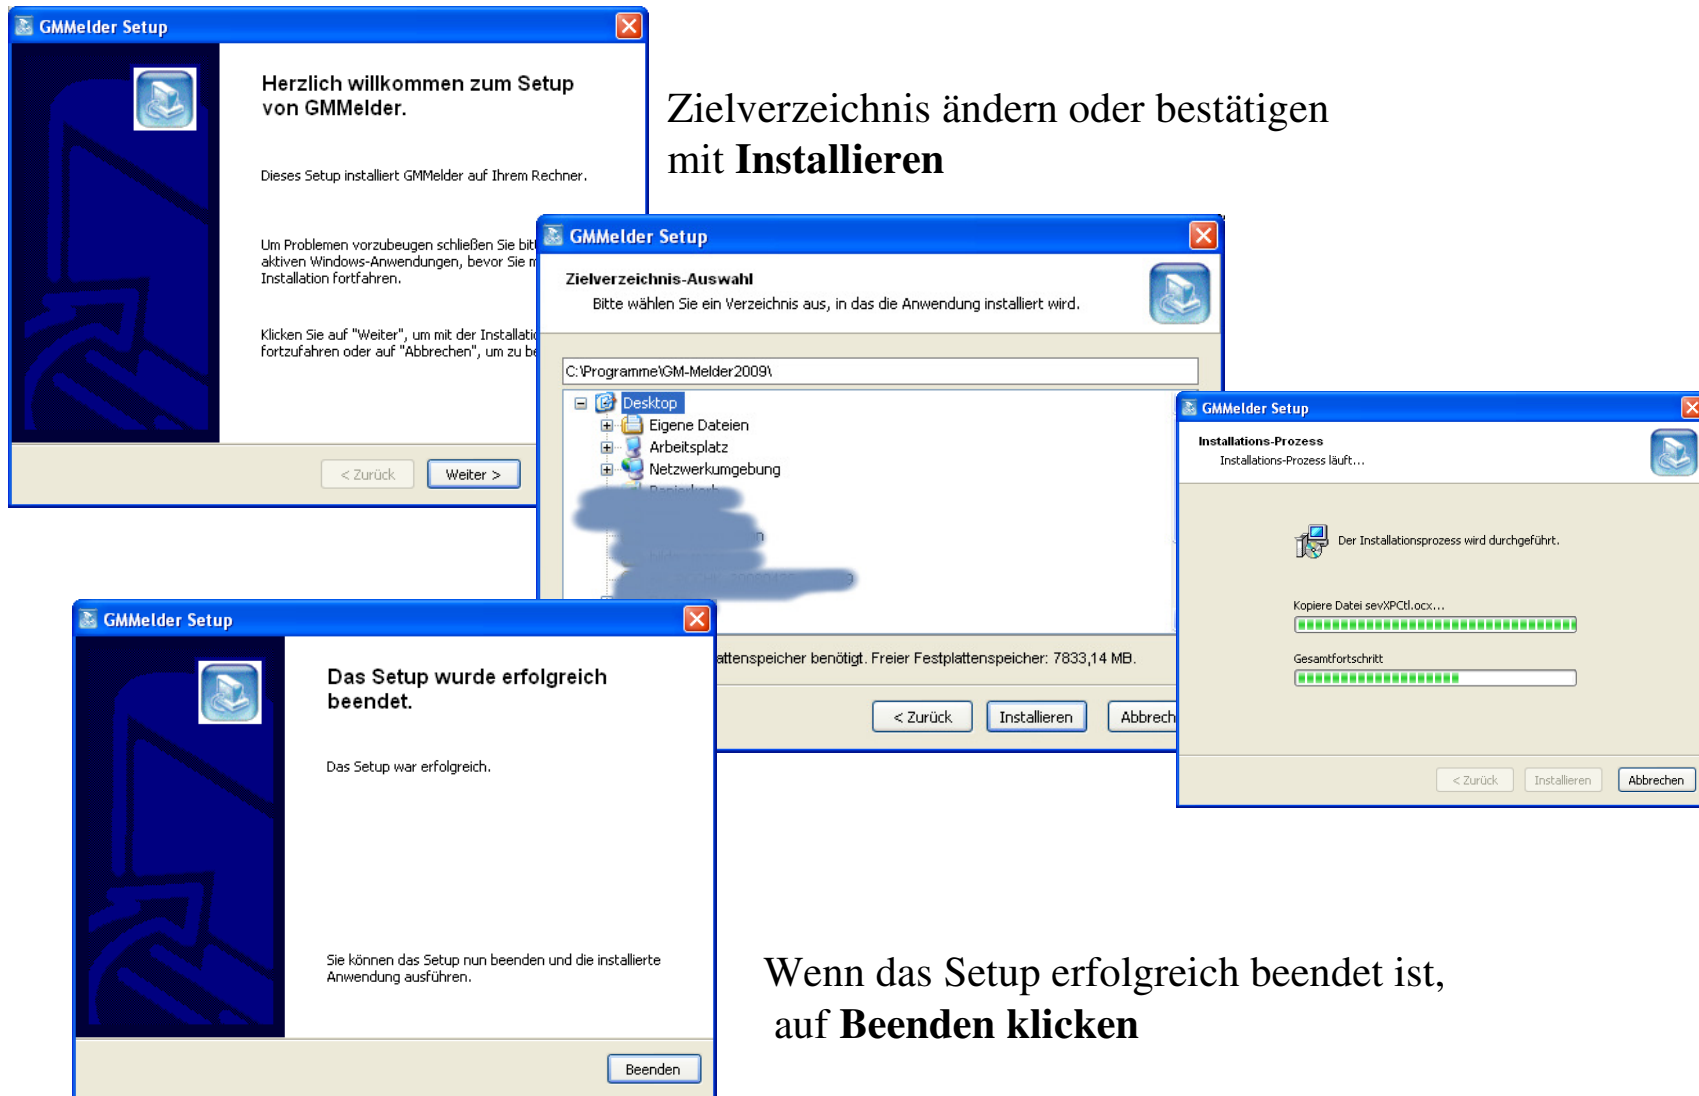 GMMelder Setup
Herzlich willkommen zum Setup
von GMMelder.
Dieses Setup installiert GMMelder auf Ihrem Rechner.
Um Problemen vorzubeugen schließen Sie
aktiven Windows-Anwendungen, bevor Sie
Installation fortfahren.
Klicken Sie auf "Weiter", um mit der
fortzufahren oder auf "Abbrechen", um zu
< Zurück
Weiter >
Zielverzeichnis ändern oder bestätigen
mit Installieren
GMMelder Setup
Zielverzeichnis-Auswahl
Bitte wählen Sie ein Verzeichnis aus, in das die Anwendung installiert wird.
C:\Programme\GM-Melder2009\
Desktop
Eigene Dateien
Arbeitsplatz
Netzwerkumgebung
attenspeicher benötigt. Freier Festplattenspeicher: 7833,14 MB.
< Zurück
Installieren
Abbrech
GMMelder Setup
Installations-Prozess
Installations-Prozess läuft...
Der Installationsprozess wird durchgeführt.
Kopiere Datei sevXPCtl.ocx...
Gesamtfortschritt
< Zurück
Installieren
Abbrechen
GMMelder Setup
Das Setup wurde erfolgreich
beendet.
Das Setup war erfolgreich.
Sie können das Setup nun beenden und die installierte
Anwendung ausführen.
Beenden
Wenn das Setup erfolgreich beendet ist,
auf Beenden klicken